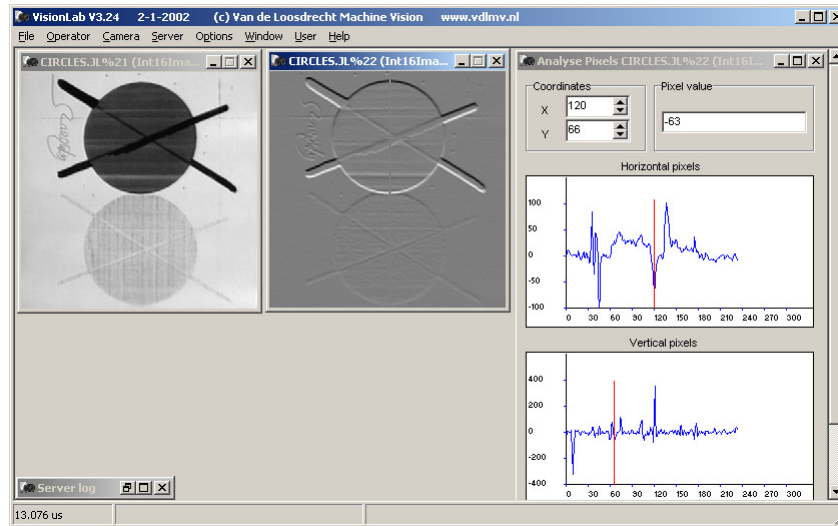 VisionLab V3.24 2-1-2002 (c) Van de Loosdrecht Machine Vision www.vdlmv.nl
File Operator Camera Server Options Window User Help
CIRCLES.JL%21 (Int16Ima...
CIRCLES.JL%22 (Int16Ima...
Analyse Pixels CIRCLES.JL%22 (Int16I...
Coordinates
X 120
Y 66
Pixel value
-63
Horizontal pixels
100
50
0
-50
-100
0 30 60 90 120 150 180 210 240 270 300
Vertical pixels
400
200
0
-200
-400
0 30 60 90 120 150 180 210 240 270 300
Server log
13.076 us